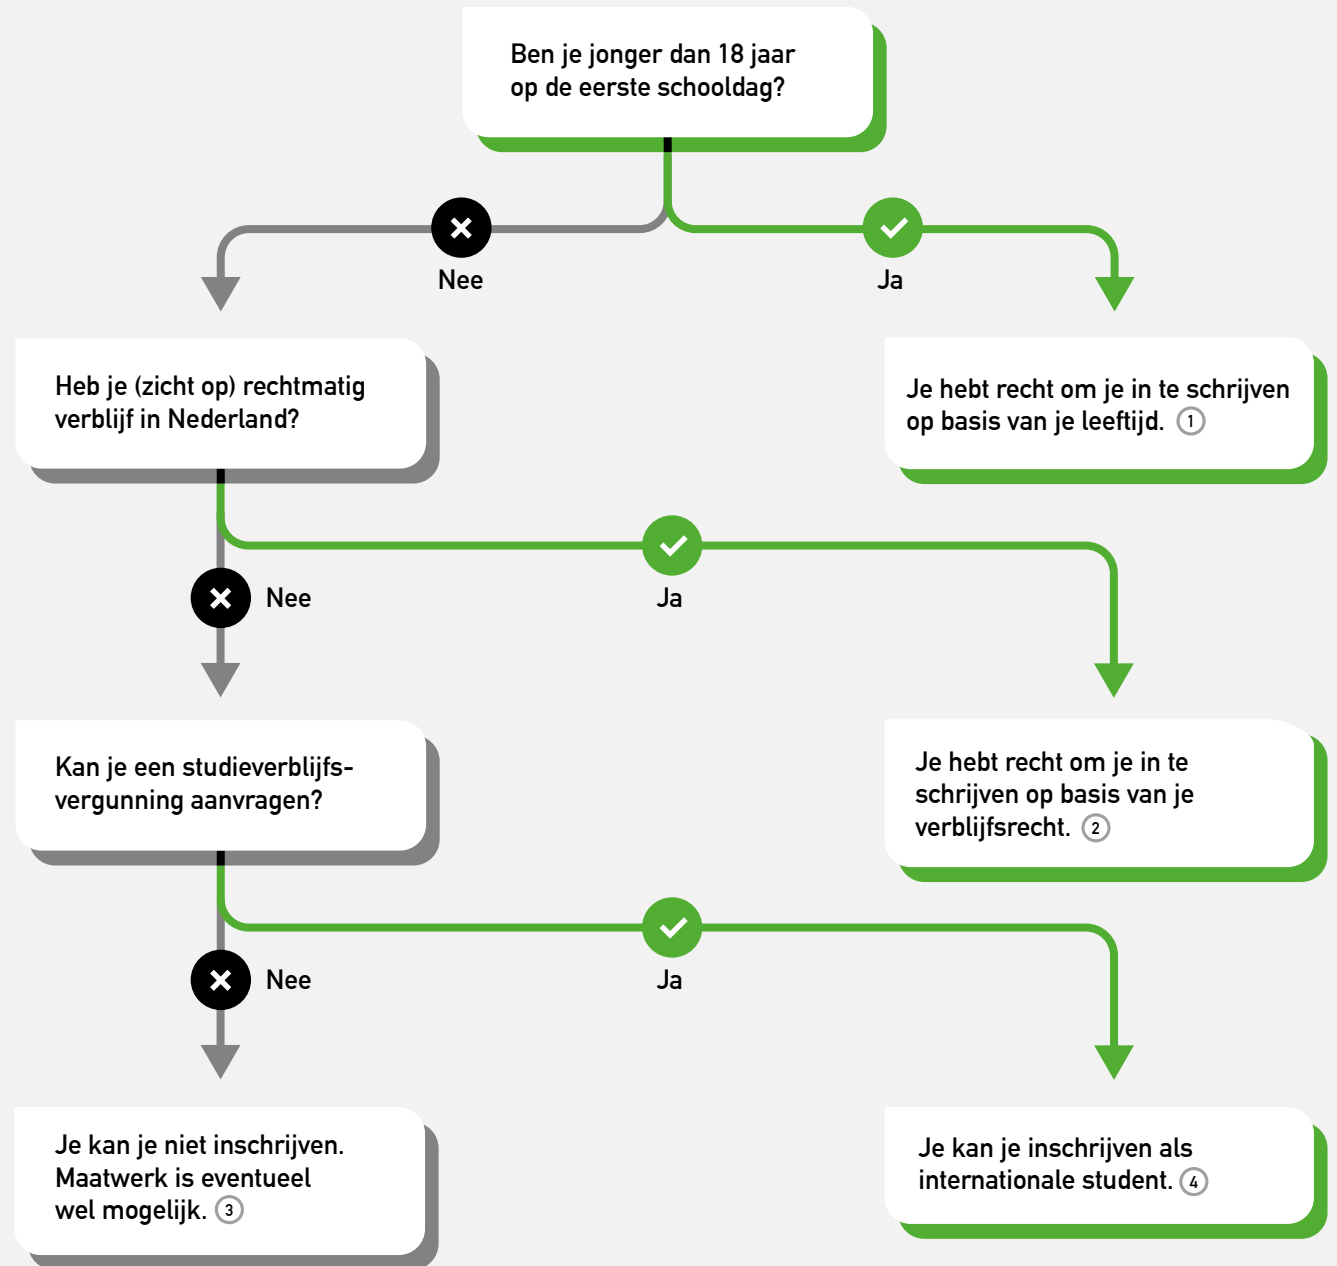 Ben je jonger dan 18 jaar
op de eerste schooldag?
Nee
Ja
Heb je (zicht op) rechtmatig
verblijf in Nederland?
Je hebt recht om je in te schrijven
op basis van je leeftijd. 1
Nee
Ja
Kan je een studieverblijfs-
vergunning aanvragen?
Je hebt recht om je in te
schrijven op basis van je
verblijfsrecht. 2
Nee
Ja
Je kan je niet inschrijven.
Maatwerk is eventueel
wel mogelijk. 3
Je kan je inschrijven als
internationale student. 4